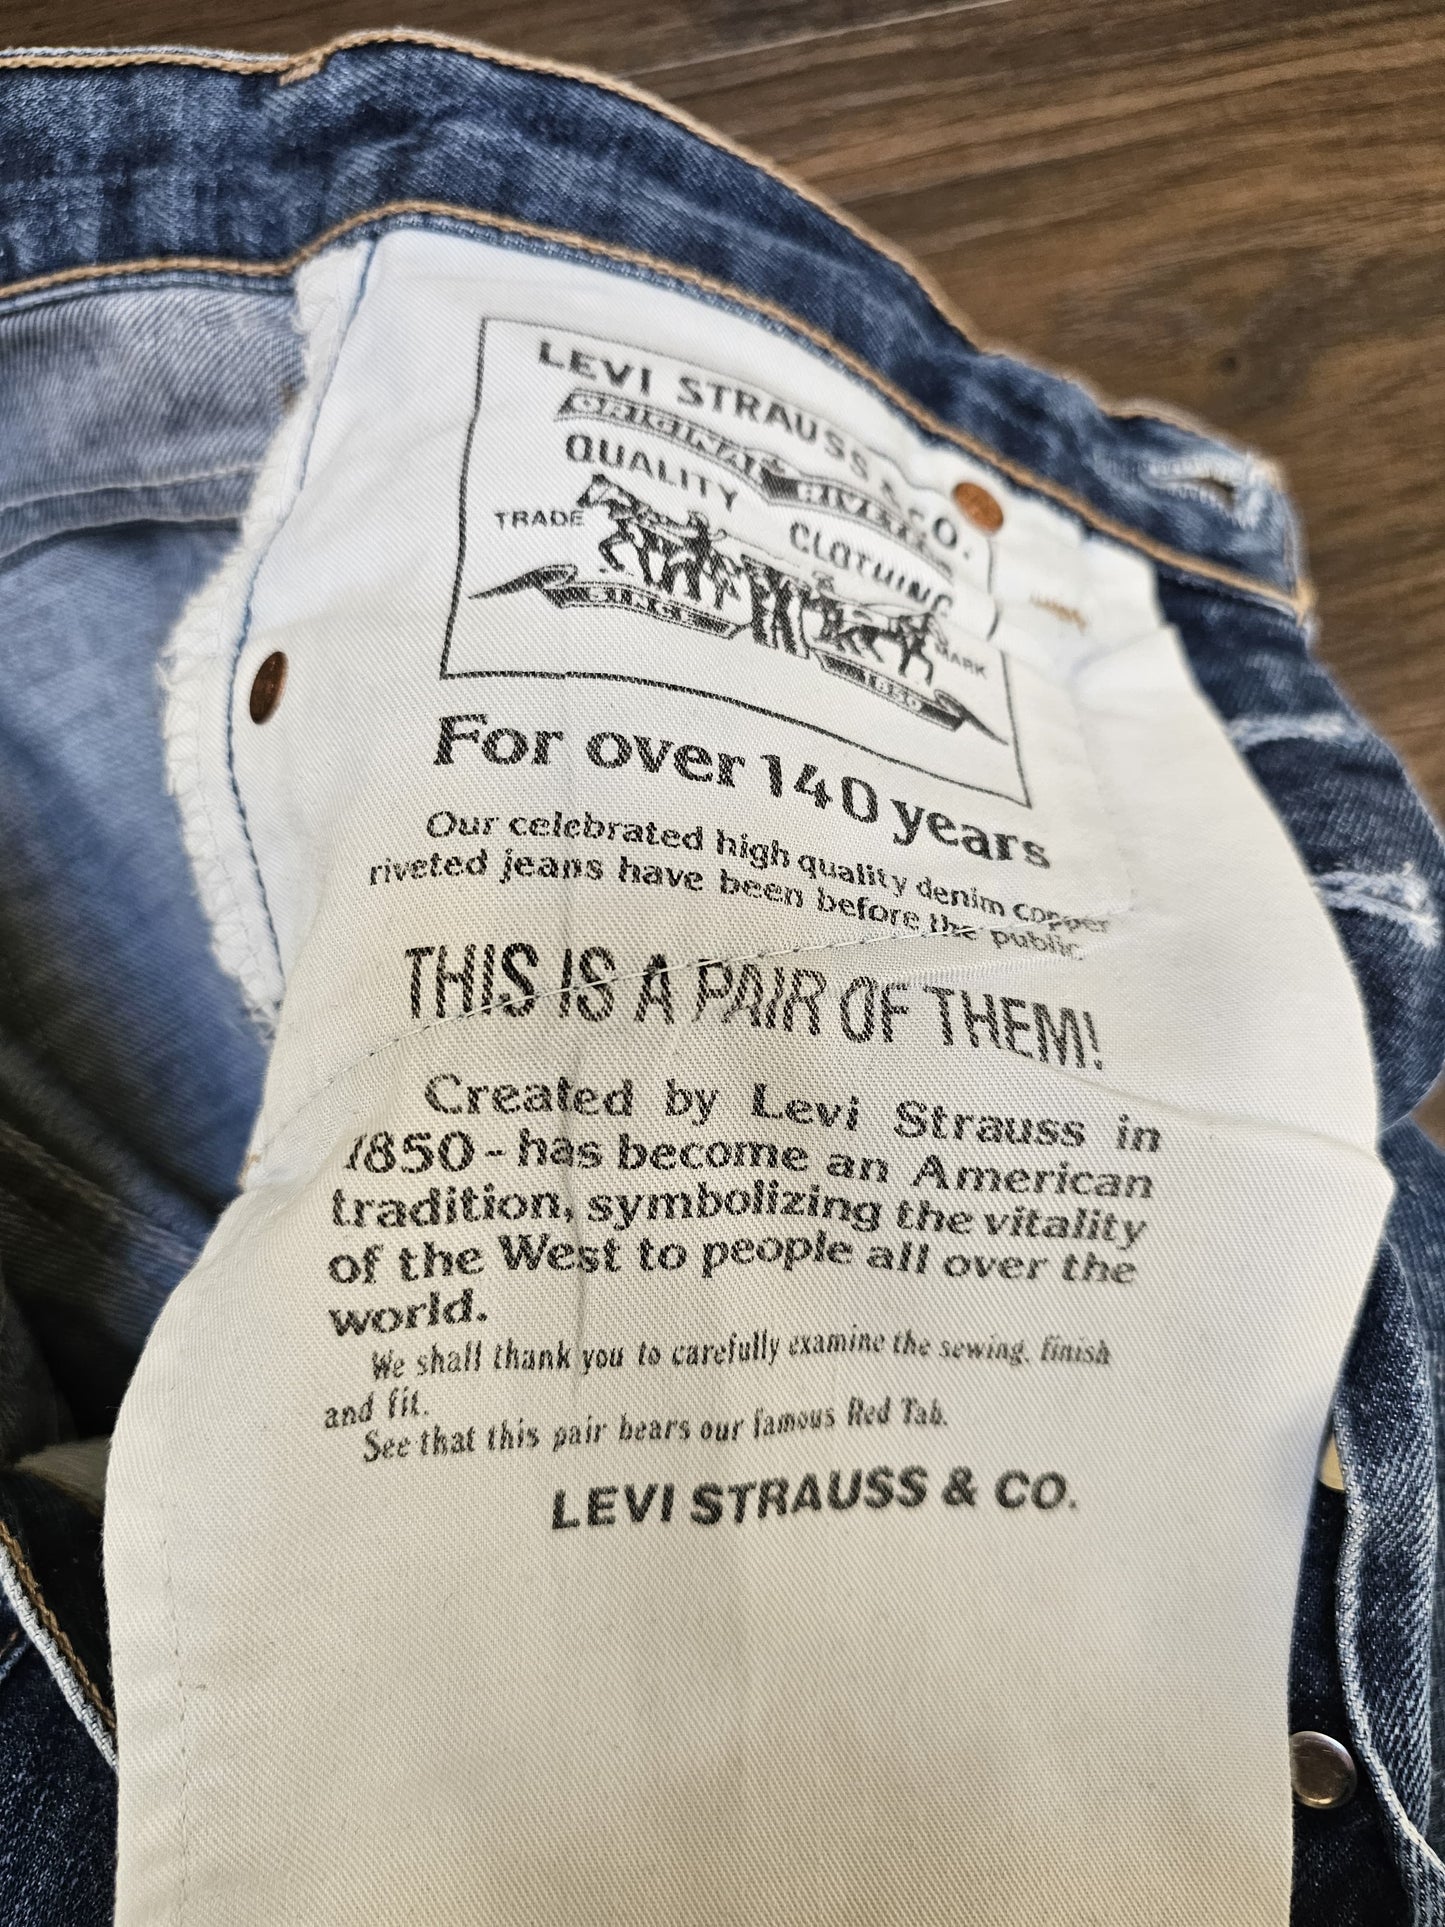 LEVI STRAUSS & CO.
ORIGINAL RIVETED
QUALITY CLOTHING
TRADE MARK
SINCE 1850
For over 140 years
Our celebrated high quality denim copper
riveted jeans have been before the public.
THIS IS A PAIR OF THEM!
Created by Levi Strauss in
1850 - has become an American
tradition, symbolizing the vitality
of the West to people all over the
world.
We shall thank you to carefully examine the sewing. finish
and fit.
See that this pair bears our famous Red Tab.
LEVI STRAUSS & CO.